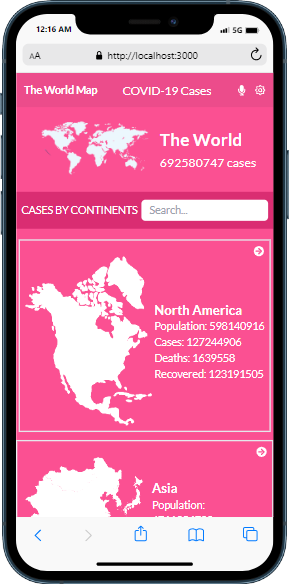 12:16 AM
5G
AA
http://localhost:3000
The World Map
COVID-19 Cases
The World
692580747 cases
CASES BY CONTINENTS
Search...
North America
Population: 598140916
Cases: 127244906
Deaths: 1639558
Recovered: 123191505
Asia
Population: